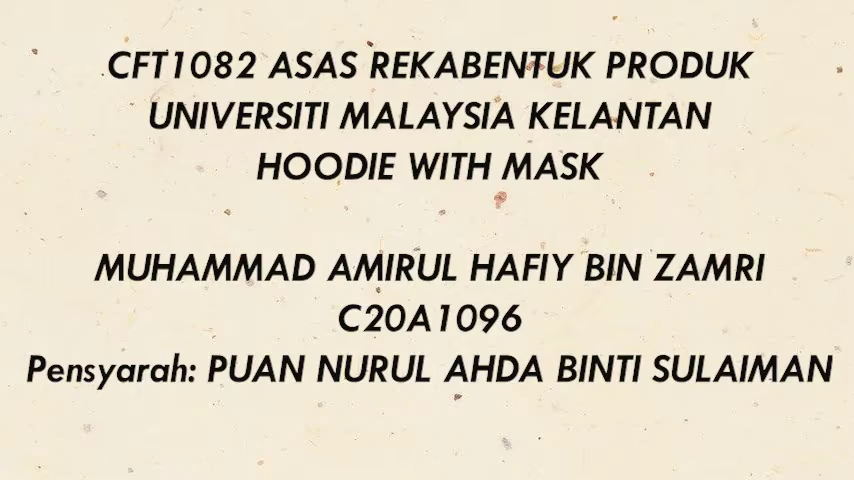 CFT1082 ASAS REKABENTUK PRODUK
UNIVERSITI MALAYSIA KELANTAN
HOODIE WITH MASK
MUHAMMAD AMIRUL HAFIY BIN ZAMRI
C20A1096
Pensyarah: PUAN NURUL AHDA BINTI SULAIMAN